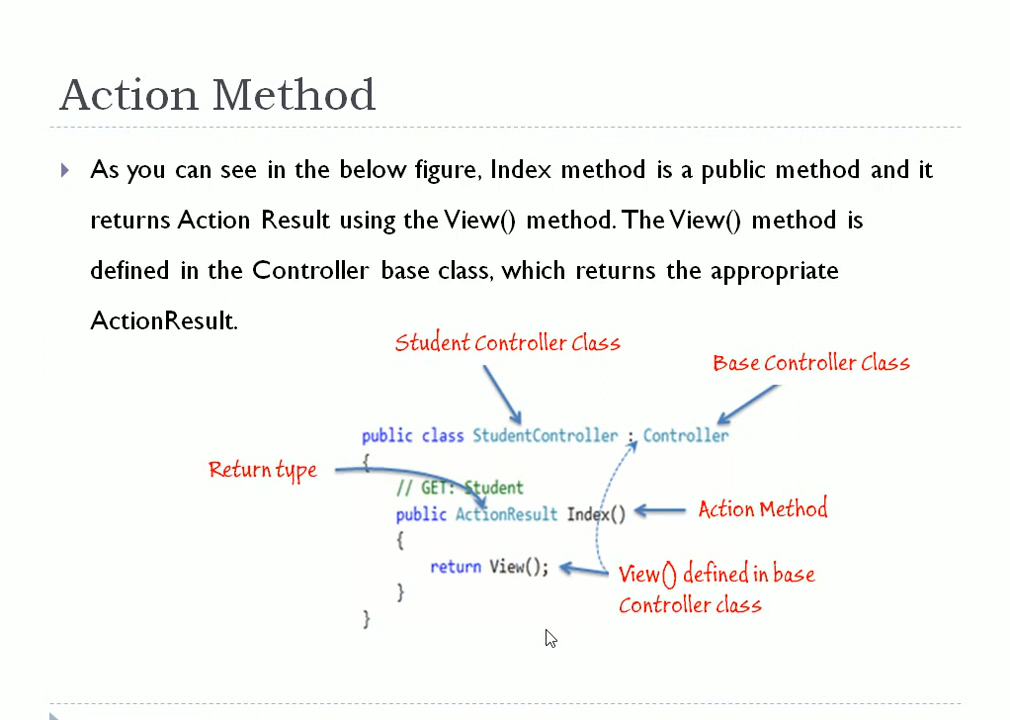 Action Method
As you can see in the below figure, Index method is a public method and it
returns Action Result using the View() method. The View() method is
defined in the Controller base class, which returns the appropriate
ActionResult.
Student Controller Class
Base Controller Class
public class StudentController : Controller
{
Return type
// GET: Student
public ActionResult Index()
Action Method
{
return View();
View() defined in base
Controller class
}
}